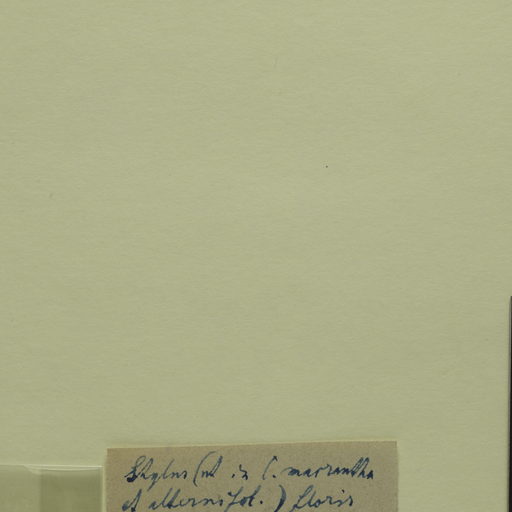 Stylus (ut in C. macrantha
et alternifol.) floris